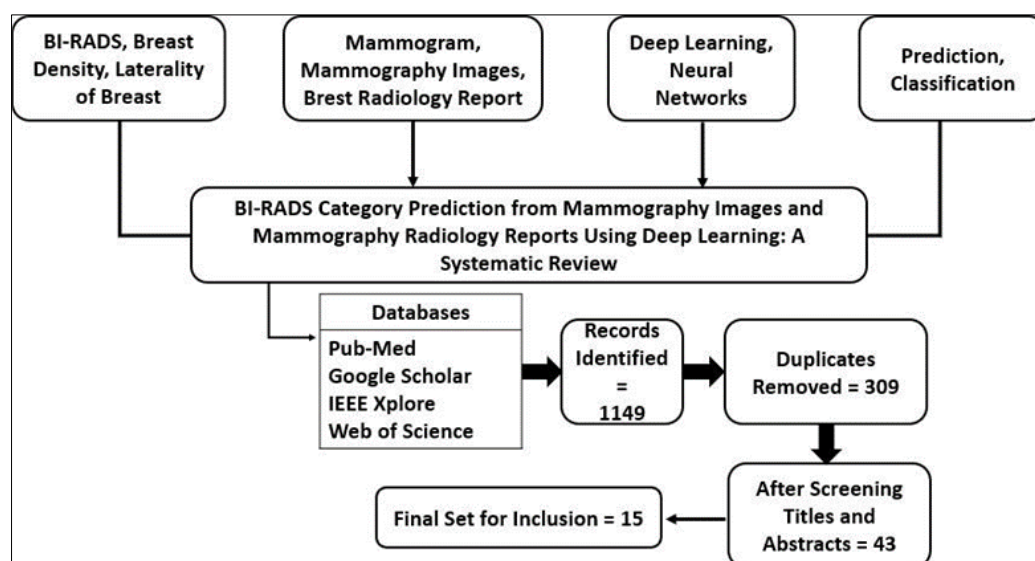 BI-RADS, Breast
Density, Laterality
of Breast
Mammogram,
Mammography Images,
Brest Radiology Report
Deep Learning,
Neural
Networks
Prediction,
Classification
BI-RADS Category Prediction from Mammography Images and
Mammography Radiology Reports Using Deep Learning: A
Systematic Review
Databases
Pub-Med
Google Scholar
IEEE Xplore
Web of Science
Records
Identified
=
1149
Duplicates
Removed = 309
After Screening
Titles and
Abstracts = 43
Final Set for Inclusion = 15